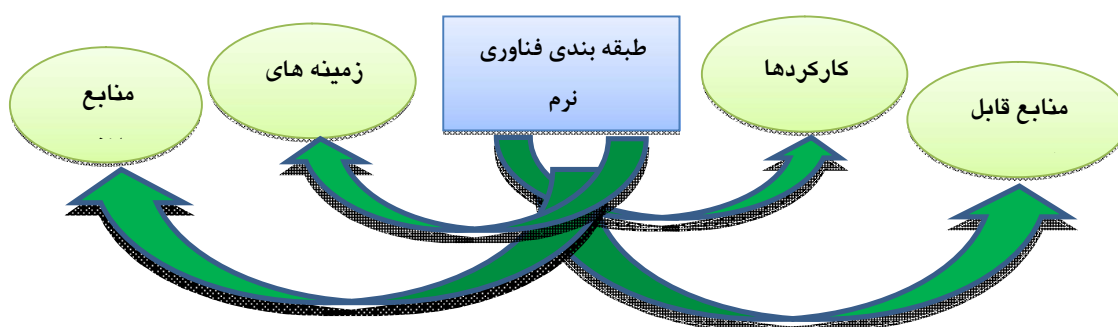 طبقه بندی فناوری
نرم
کارکردها
زمینه های
منابع قابل
منابع